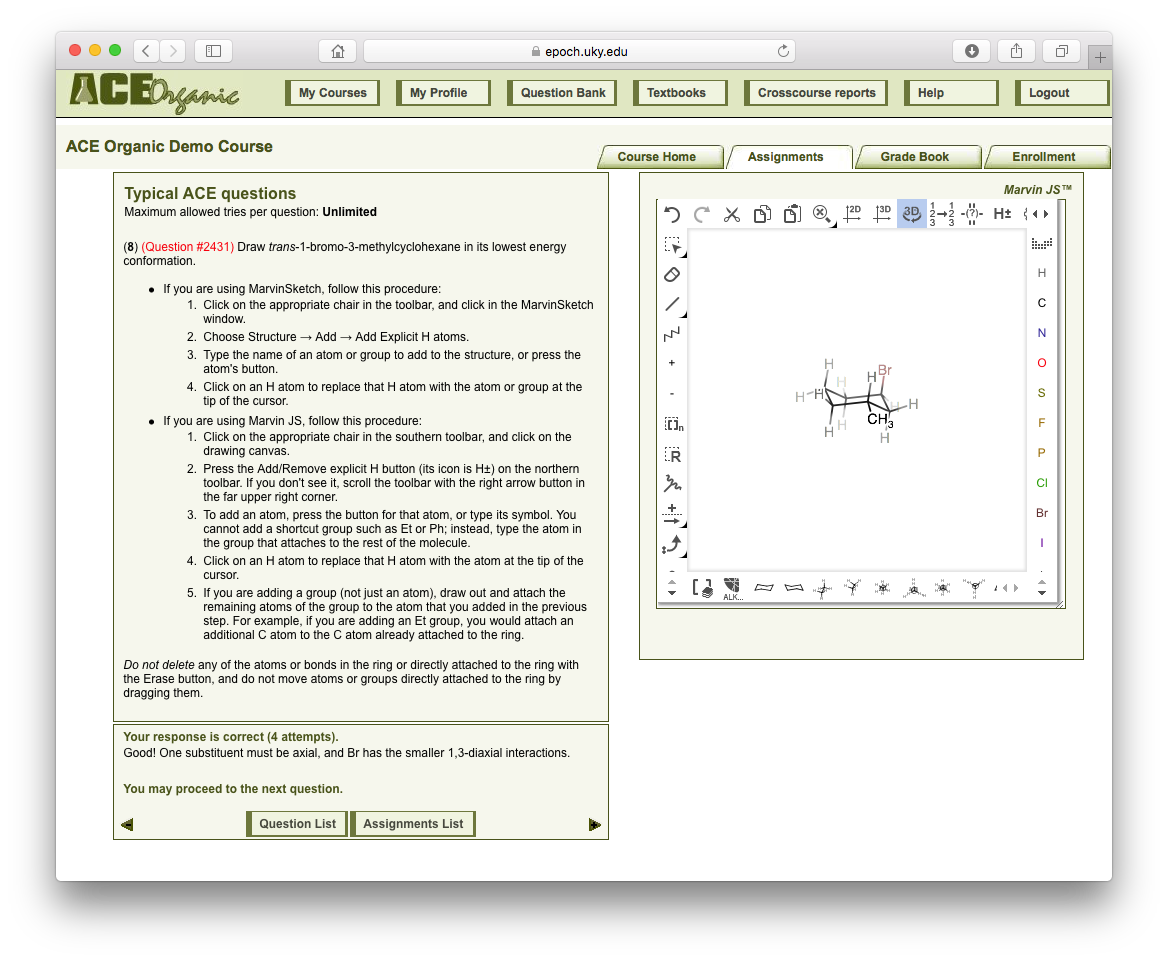 epoch.uky.edu
ACE Organic
My Courses
My Profile
Question Bank
Textbooks
Crosscourse reports
Help
Logout
ACE Organic Demo Course
Course Home
Assignments
Grade Book
Enrollment
Typical ACE questions
Maximum allowed tries per question: Unlimited
(8) (Question #2431) Draw trans-1-bromo-3-methylcyclohexane in its lowest energy
conformation.
• If you are using MarvinSketch, follow this procedure:
1. Click on the appropriate chair in the toolbar, and click in the MarvinSketch
window.
2. Choose Structure → Add → Add Explicit H atoms.
3. Type the name of an atom or group to add to the structure, or press the
atom's button.
4. Click on an H atom to replace that H atom with the atom or group at the
tip of the cursor.
• If you are using Marvin JS, follow this procedure:
1. Click on the appropriate chair in the southern toolbar, and click on the
drawing canvas.
2. Press the Add/Remove explicit H button (its icon is H±) on the northern
toolbar. If you don't see it, scroll the toolbar with the right arrow button in
the far upper right corner.
3. To add an atom, press the button for that atom, or type its symbol. You
cannot add a shortcut group such as Et or Ph; instead, type the atom in
the group that attaches to the rest of the molecule.
4. Click on an H atom to replace that H atom with the atom at the tip of the
cursor.
5. If you are adding a group (not just an atom), draw out and attach the
remaining atoms of the group to the atom that you added in the previous
step. For example, if you are adding an Et group, you would attach an
additional C atom to the C atom already attached to the ring.
Do not delete any of the atoms or bonds in the ring or directly attached to the ring with
the Erase button, and do not move atoms or groups directly attached to the ring by
dragging them.
Your response is correct (4 attempts).
Good! One substituent must be axial, and Br has the smaller 1,3-diaxial interactions.
You may proceed to the next question.
Question List
Assignments List
Marvin JS™
2D
3D
3B
1 2 3 → 1 2 3
-(?)-
H±
+
-
[[]]n
R
H
H
Br
H
H
H
H
H
H
H
H
CH3
H
H
C
N
O
S
F
P
Cl
Br
I
ALK...